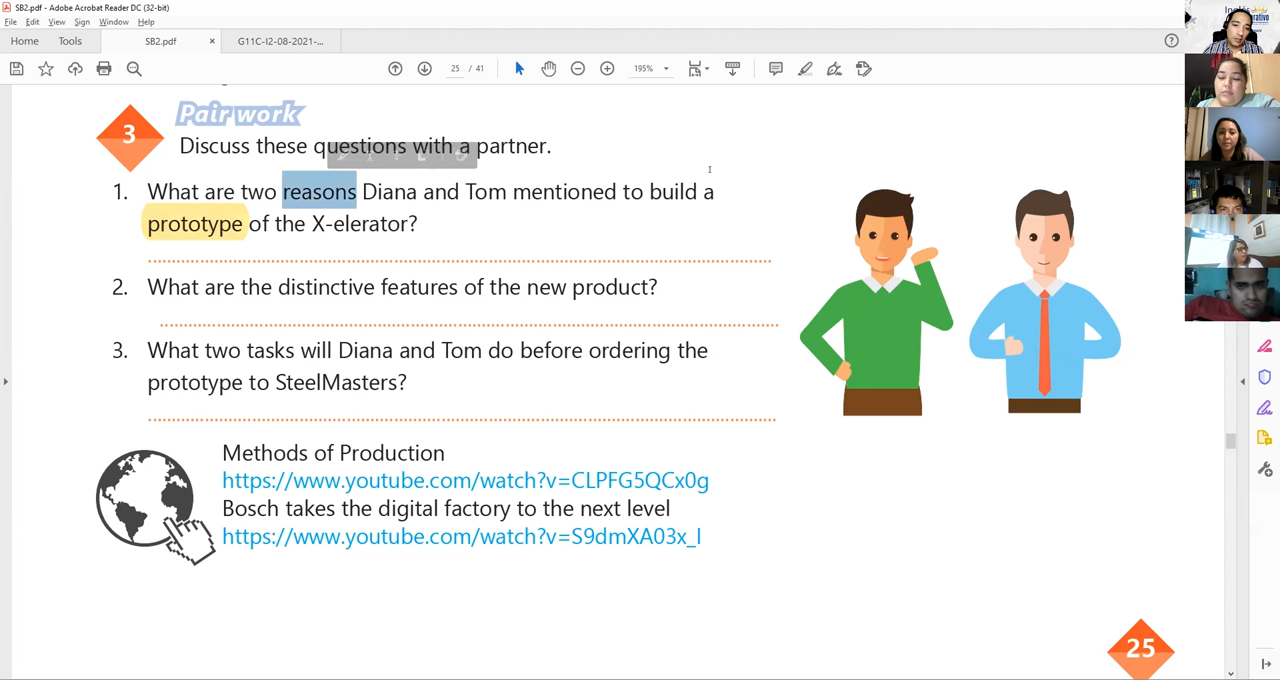 SB2.pdf - Adobe Acrobat Reader DC (32-bit)
File Edit View Sign Window Help
Home Tools SB2.pdf × G11C-I2-08-2021-...
25 / 41 195%
3
Pair work
Discuss these questions with a partner.
1. What are two reasons Diana and Tom mentioned to build a
prototype of the X-elerator?
2. What are the distinctive features of the new product?
3. What two tasks will Diana and Tom do before ordering the
prototype to SteelMasters?
Methods of Production
https://www.youtube.com/watch?v=CLPFG5QCx0g
Bosch takes the digital factory to the next level
https://www.youtube.com/watch?v=S9dmXA03x_I
25